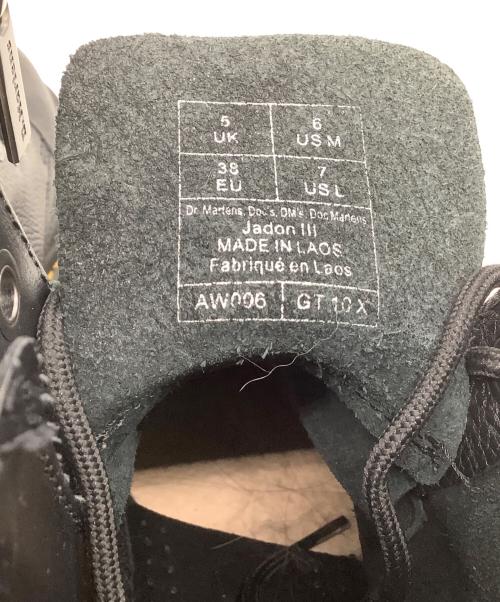 5 UK
6 US M
38 EU
7 US L
Dr. Martens, Doc's, DM's, Doc Martens
Jadon III
MADE IN LAOS
Fabriqué en Laos
AW006
GT 10 X